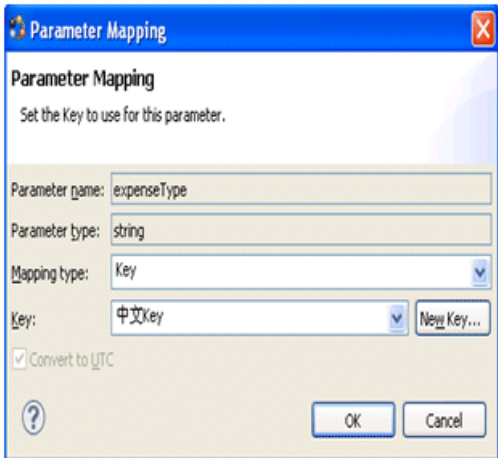 Parameter Mapping
Parameter Mapping
Set the Key to use for this parameter.
Parameter name: expenseType
Parameter type: string
Mapping type: Key
Key: 中文Key New Key...
Convert to UTC
? OK Cancel